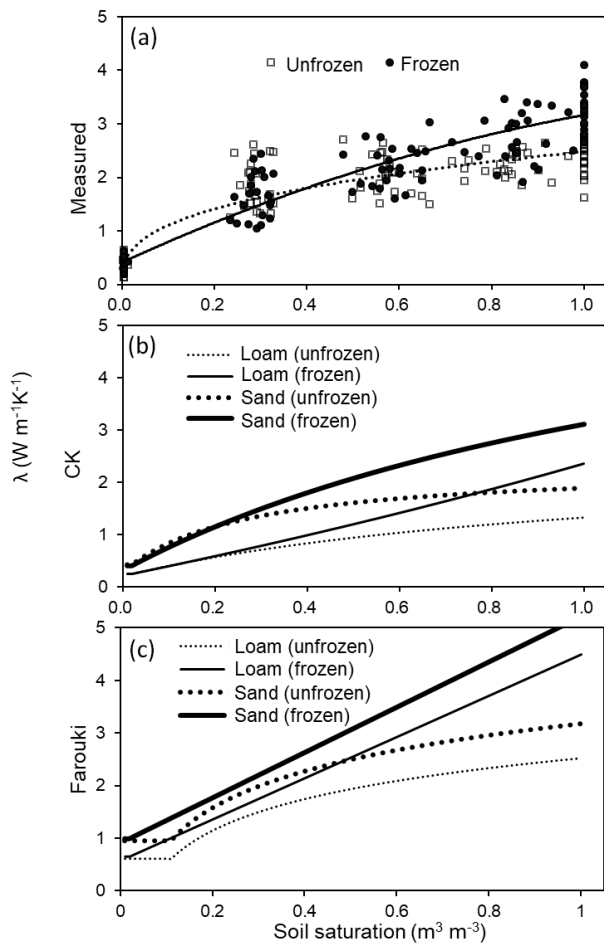 (a)
Unfrozen Frozen
Measured
5
4
3
2
1
0
0.0 0.2 0.4 0.6 0.8 1.0
λ (W m⁻¹K⁻¹)
(b)
Loam (unfrozen)
Loam (frozen)
Sand (unfrozen)
Sand (frozen)
CK
5
4
3
2
1
0
0.0 0.2 0.4 0.6 0.8 1.0
(c)
Loam (unfrozen)
Loam (frozen)
Sand (unfrozen)
Sand (frozen)
Farouki
5
4
3
2
1
0
0 0.2 0.4 0.6 0.8 1
Soil saturation (m³ m⁻³)